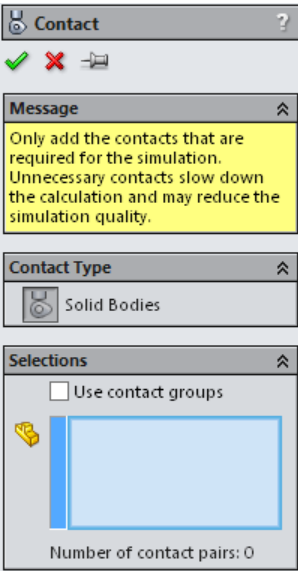 Contact ?
Message
Only add the contacts that are
required for the simulation.
Unnecessary contacts slow down
the calculation and may reduce the
simulation quality.
Contact Type
Solid Bodies
Selections
Use contact groups
Number of contact pairs: 0